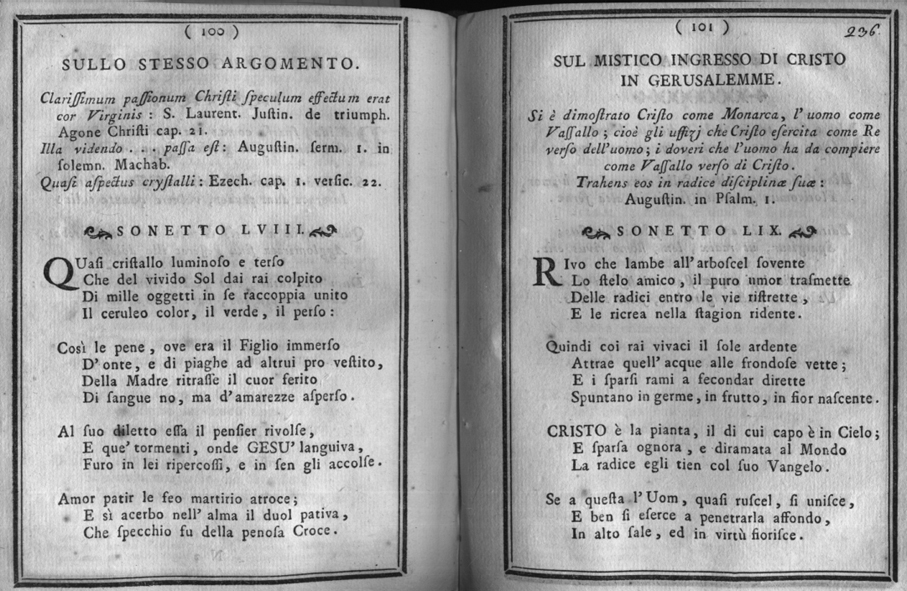 ( 100 )
SULLO STESSO ARGOMENTO.
Clariſſimum paſſionum Chriſti ſpeculum effectum erat
cor Virginis : S. Laurent. Juſtin. de triumph.
Agone Chriſti cap. 21.
Illa videndo . . . paſſa eſt : Auguſtin. ſerm. 1. in
ſolemn. Machab.
Quaſi aſpectus cryſtalli : Ezech. cap. 1. verſic. 22.
SONETTO LVIII.
QUaſi criſtallo luminoſo e terſo
Che del vivido Sol dai rai colpito
Di mille oggetti in ſe raccoppia unito
Il ceruleo color, il verde, il perſo :
Così le pene, ove era il Figlio immerſo
D' onte, e di piaghe ad altrui pro veſtito,
Della Madre ritraſſe il cuor ferito
Di ſangue no, ma d'amarezze aſperſo.
Al ſuo diletto eſſa il penſier rivolſe,
E que' tormenti, onde GESU' languiva,
Furo in lei ripercoſſi, e in ſen gli accolſe.
Amor patir le feo martirio atroce;
E sì acerbo nell' alma il duol pativa,
Che ſpecchio fu della penoſa Croce.
( 101 )
236.
SUL MISTICO INGRESSO DI CRISTO
IN GERUSALEMME.
Si è dimoſtrato Criſto come Monarca, l' uomo come
Vaſſallo ; cioè gli uffizj che Criſto eſercita come Re
verſo dell'uomo ; i doveri che l'uomo ha da compiere
come Vaſſallo verſo di Criſto.
Trahens eos in radice diſciplinæ ſuæ :
Auguſtin. in Pſalm. 1.
SONETTO LIX.
RIvo che lambe all' arboſcel ſovente
Lo ſtelo amico, il puro umor traſmette
Delle radici entro le vie riſtrette,
E le ricrea nella ſtagion ridente.
Quindi coi rai vivaci il ſole ardente
Attrae quell' acque alle frondoſe vette ;
E i ſparſi rami a fecondar dirette
Spuntano in germe, in frutto, in fior naſcente.
CRISTO è la pianta, il di cui capo è in Cielo;
E ſparſa ognora, e diramata al Mondo
La radice egli tien col ſuo Vangelo.
Se a queſta l' Uom, quaſi ruſcel, ſi uniſce,
E ben ſi eſerce a penetrarla affondo,
In alto ſale, ed in virtù fioriſce.